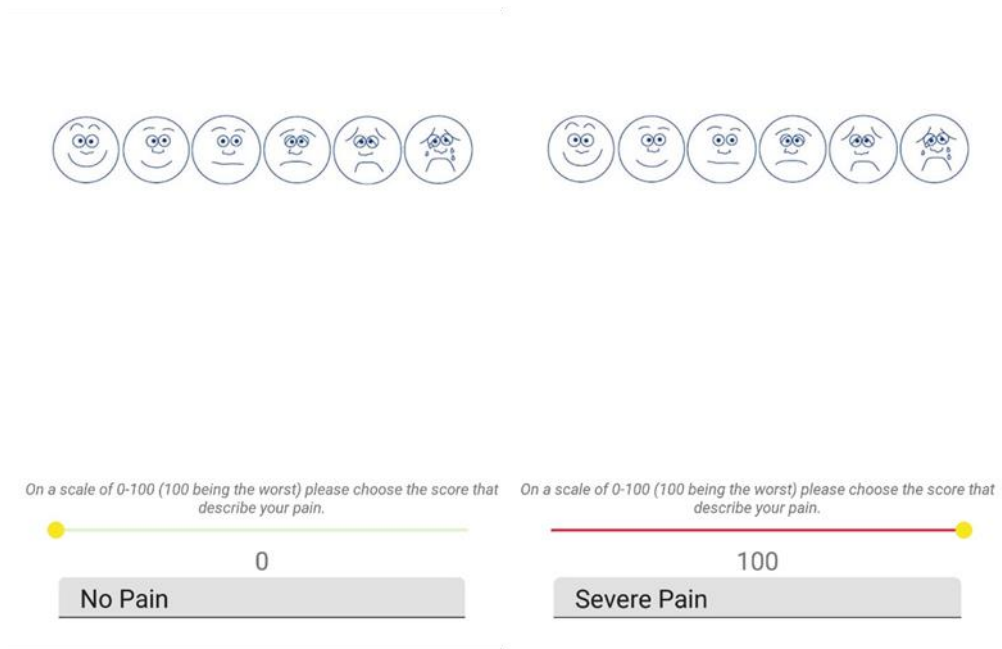 On a scale of 0-100 (100 being the worst) please choose the score that
describe your pain.
0
No Pain
On a scale of 0-100 (100 being the worst) please choose the score that
describe your pain.
100
Severe Pain